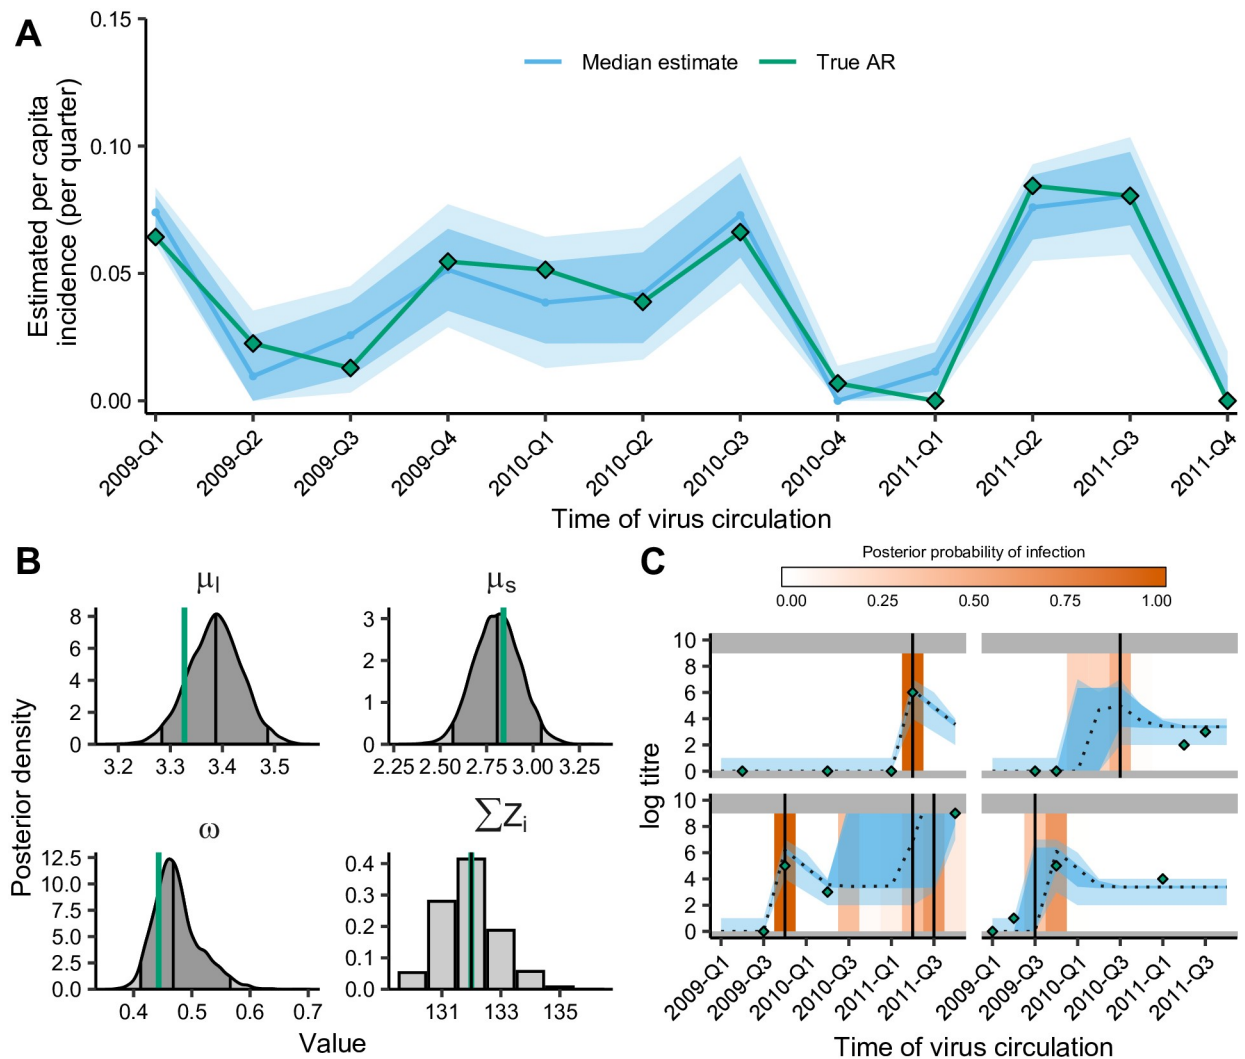 A
0.15
0.10
0.05
0.00
Estimated per capita
incidence (per quarter)
Median estimate
True AR
2009-Q1
2009-Q2
2009-Q3
2009-Q4
2010-Q1
2010-Q2
2010-Q3
2010-Q4
2011-Q1
2011-Q2
2011-Q3
2011-Q4
Time of virus circulation
B
Posterior density
μl
8
6
4
2
0
3.2 3.3 3.4 3.5
μs
3
2
1
0
2.25 2.50 2.75 3.00 3.25
ω
12.5
10.0
7.5
5.0
2.5
0.0
0.4 0.5 0.6 0.7
∑Zi
0.4
0.3
0.2
0.1
0.0
131 133 135
Value
C
Posterior probability of infection
0.00 0.25 0.50 0.75 1.00
log titre
10
8
6
4
2
0
10
8
6
4
2
0
2009-Q1
2009-Q3
2010-Q1
2010-Q3
2011-Q1
2011-Q3
2009-Q1
2009-Q3
2010-Q1
2010-Q3
2011-Q1
2011-Q3
Time of virus circulation